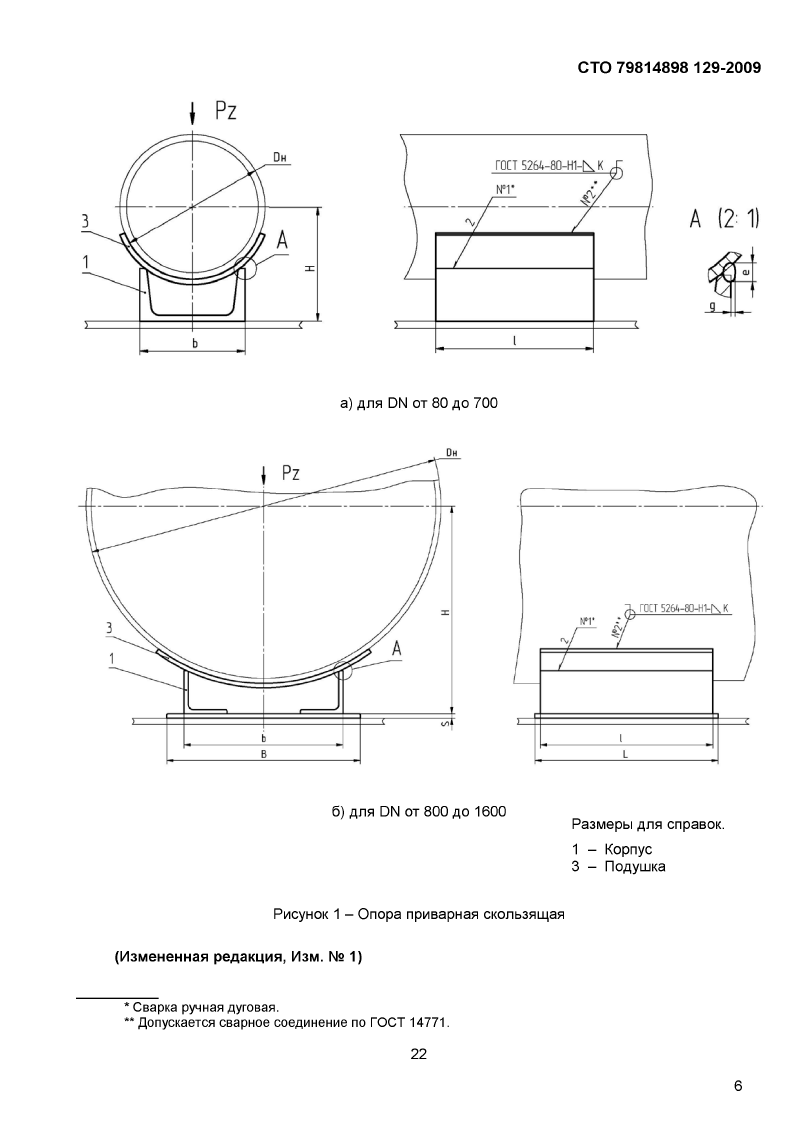 СТО 79814898 129-2009
Pz
Dн
3
1
A
H
b
ГОСТ 5264-80-Н1-◺ К
№1*
№2**
2
l
А (2:1)
e
g
а) для DN от 80 до 700
Pz
Dн
3
1
A
H
S
b
B
ГОСТ 5264-80-Н1-◺ К
№1*
№2**
2
l
L
б) для DN от 800 до 1600
Размеры для справок.
1 – Корпус
3 – Подушка
Рисунок 1 – Опора приварная скользящая
(Измененная редакция, Изм. № 1)
* Сварка ручная дуговая.
** Допускается сварное соединение по ГОСТ 14771.
22
6